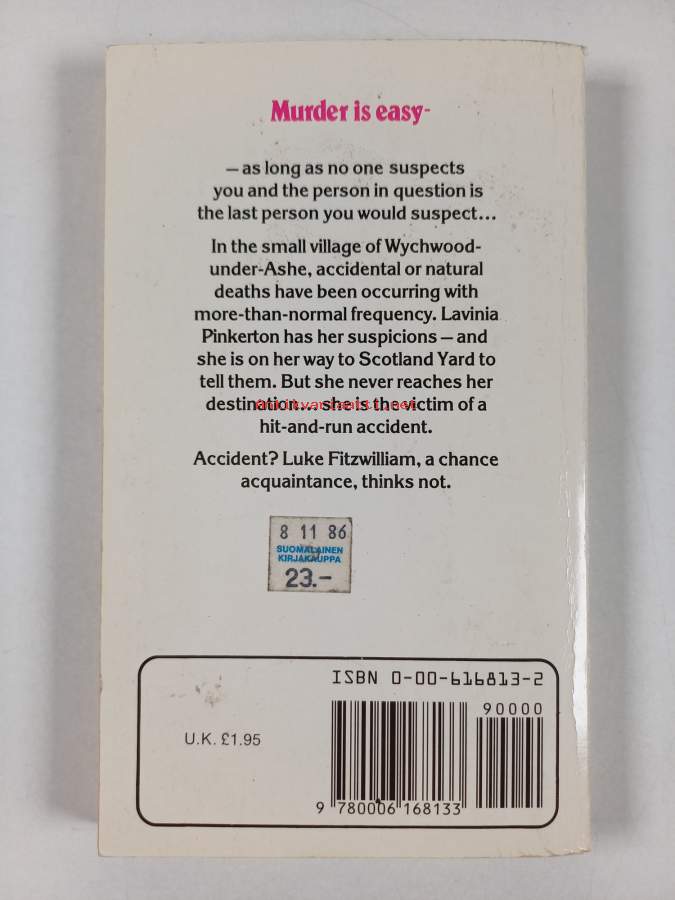 Murder is easy-
— as long as no one suspects
you and the person in question is
the last person you would suspect...
In the small village of Wychwood-
under-Ashe, accidental or natural
deaths have been occurring with
more-than-normal frequency. Lavinia
Pinkerton has her suspicions — and
she is on her way to Scotland Yard to
tell them. But she never reaches her
destination... she is the victim of a
hit-and-run accident.
Accident? Luke Fitzwilliam, a chance
acquaintance, thinks not.
8 11 86
SUOMALAINEN
KIRJAKAUPPA
23.-
ISBN 0-00-616813-2
90000
U.K. £1.95
9 780006 168133